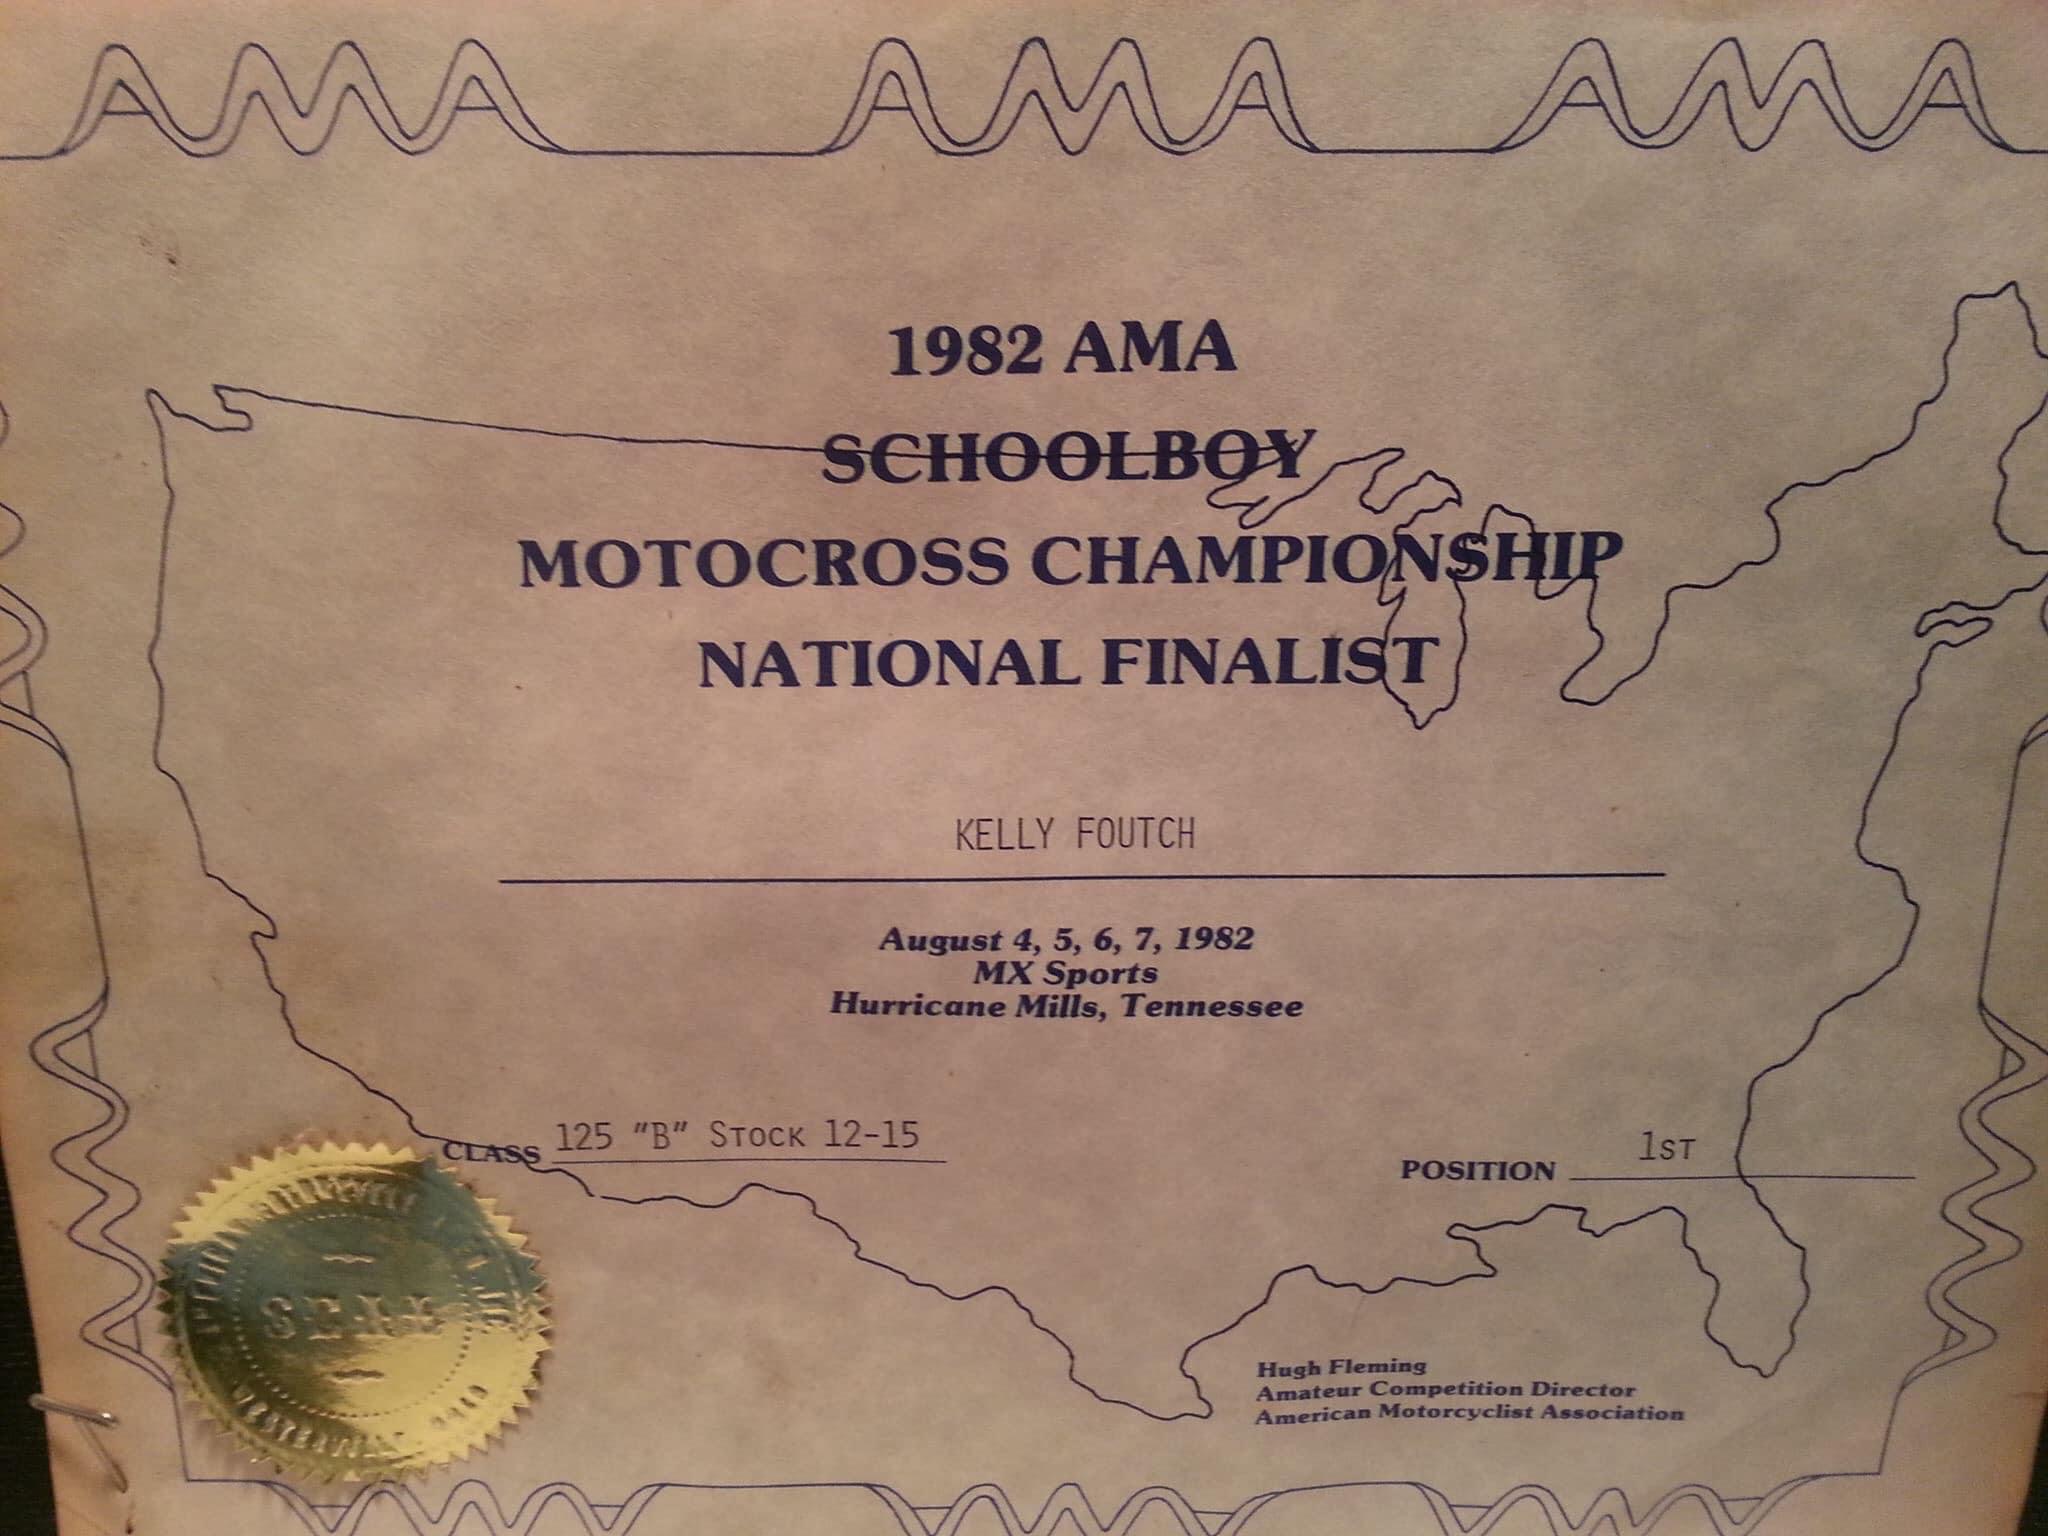 AMA AMA AMA
1982 AMA
SCHOOLBOY
MOTOCROSS CHAMPIONSHIP
NATIONAL FINALIST
KELLY FOUTCH
August 4, 5, 6, 7, 1982
MX Sports
Hurricane Mills, Tennessee
CLASS 125 "B" STOCK 12-15
POSITION 1ST
SEAL
WESTERVILLE OHIO
Hugh Fleming
Amateur Competition Director
American Motorcyclist Association